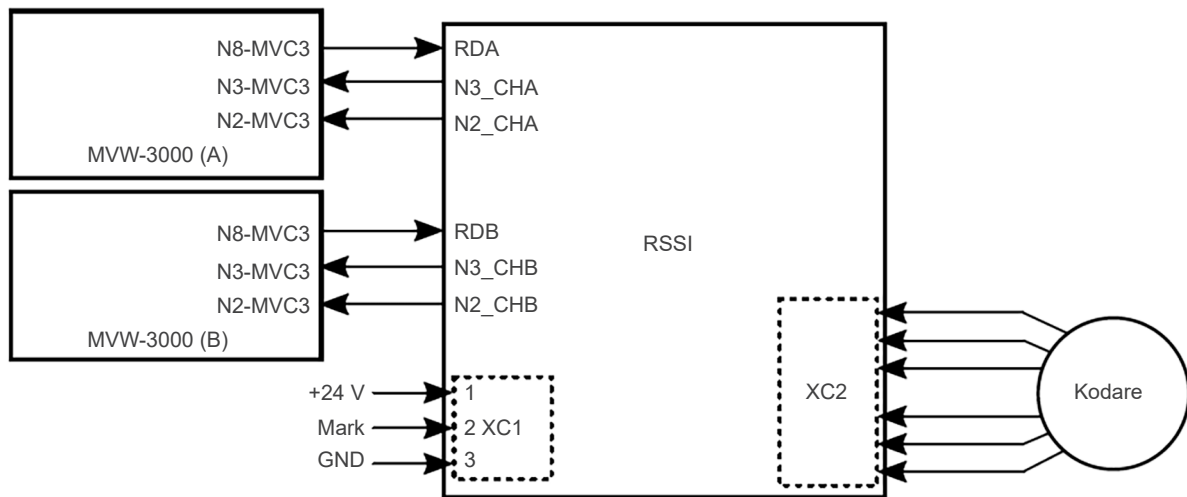 N8-MVC3
N3-MVC3
N2-MVC3
MVW-3000 (A)
RDA
N3_CHA
N2_CHA
N8-MVC3
N3-MVC3
N2-MVC3
MVW-3000 (B)
RDB
N3_CHB
N2_CHB
RSSI
+24 V
Mark
GND
1
2 XC1
3
XC2
Kodare